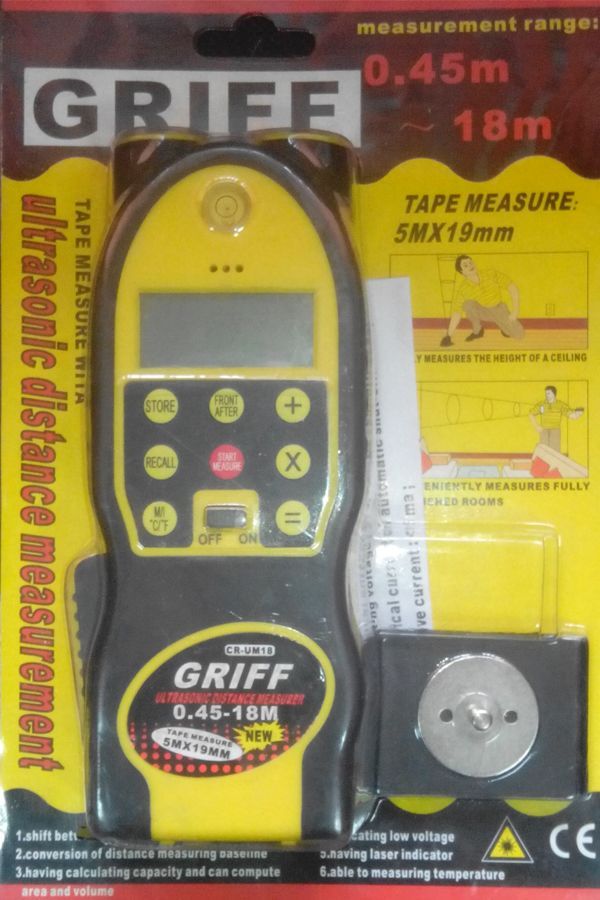 GRIFF
measurement range:
0.45m
~ 18m
TAPE MEASURE WITH
ultrasonic distance measurement
TAPE MEASURE:
5MX19mm
MEASURES THE HEIGHT OF A CEILING
MEASURES FULLY
ROOMS
STORE
FRONT
AFTER
+
RECALL
START
MEASURE
X
M/I
°C/°F
OFF ON
=
automatic
current
CR-UM18
GRIFF
ULTRASONIC DISTANCE MEASURER
0.45-18M
TAPE MEASURE
5MX19MM
NEW
1.shift
2.conversion of distance measuring baseline
3.having calculating capacity and can compute
area and volume
low voltage
5.having laser indicator
6.able to measuring temperature
CE